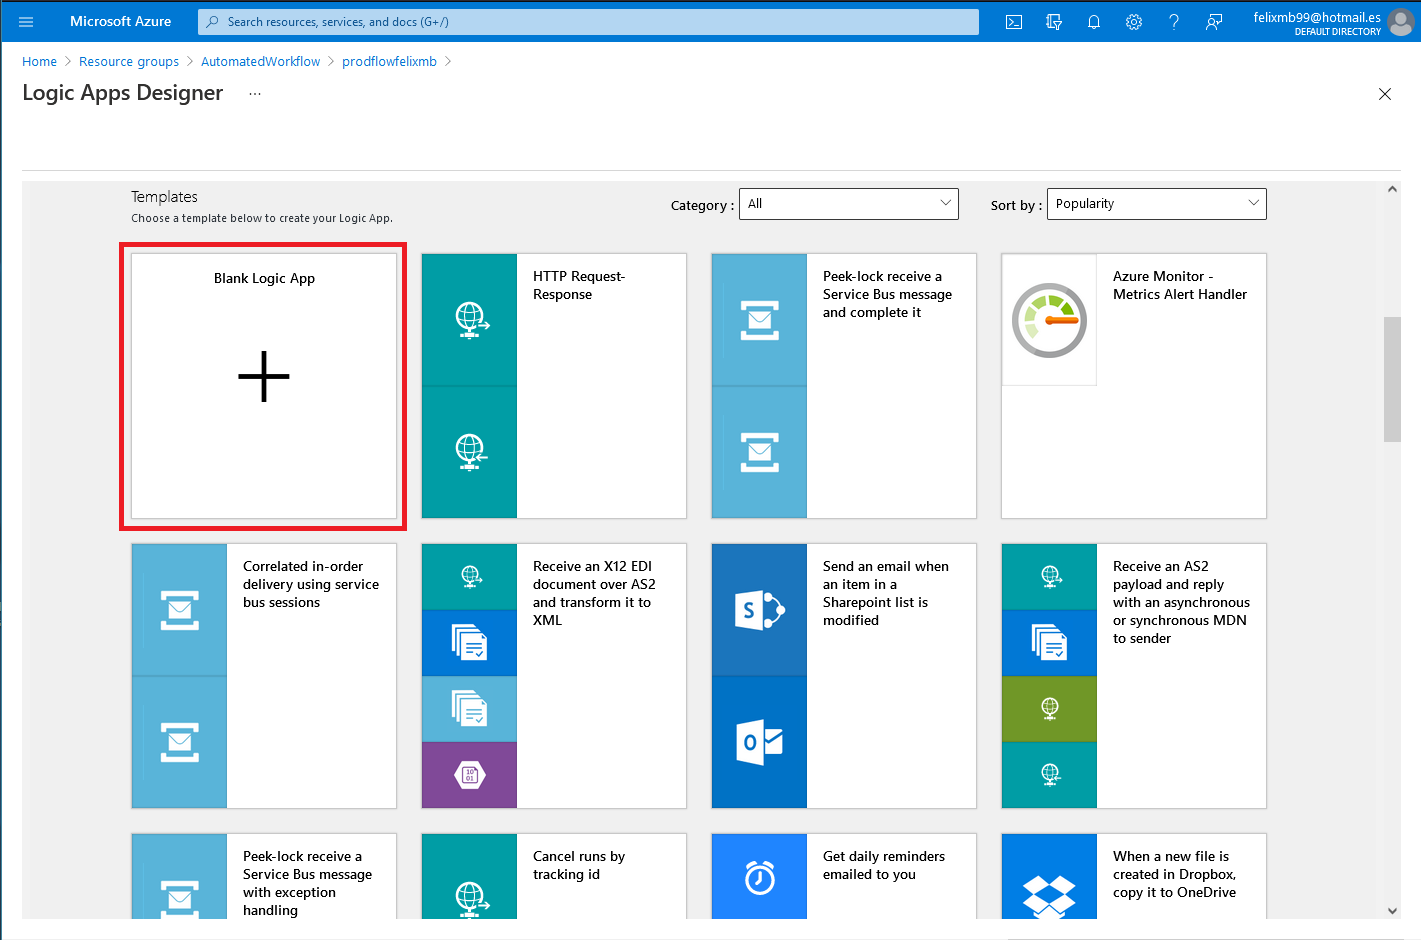 Microsoft Azure
Search resources, services, and docs (G+/)
felixmb99@hotmail.es
DEFAULT DIRECTORY
Home > Resource groups > AutomatedWorkflow > prodflowfelixmb >
Logic Apps Designer ...
Templates
Choose a template below to create your Logic App.
Category : All
Sort by : Popularity
Blank Logic App
HTTP Request-
Response
Peek-lock receive a
Service Bus message
and complete it
Azure Monitor -
Metrics Alert Handler
Correlated in-order
delivery using service
bus sessions
Receive an X12 EDI
document over AS2
and transform it to
XML
10
01
Send an email when
an item in a
Sharepoint list is
modified
S
O
Receive an AS2
payload and reply
with an asynchronous
or synchronous MDN
to sender
Peek-lock receive a
Service Bus message
with exception
handling
Cancel runs by
tracking id
Get daily reminders
emailed to you
When a new file is
created in Dropbox,
copy it to OneDrive